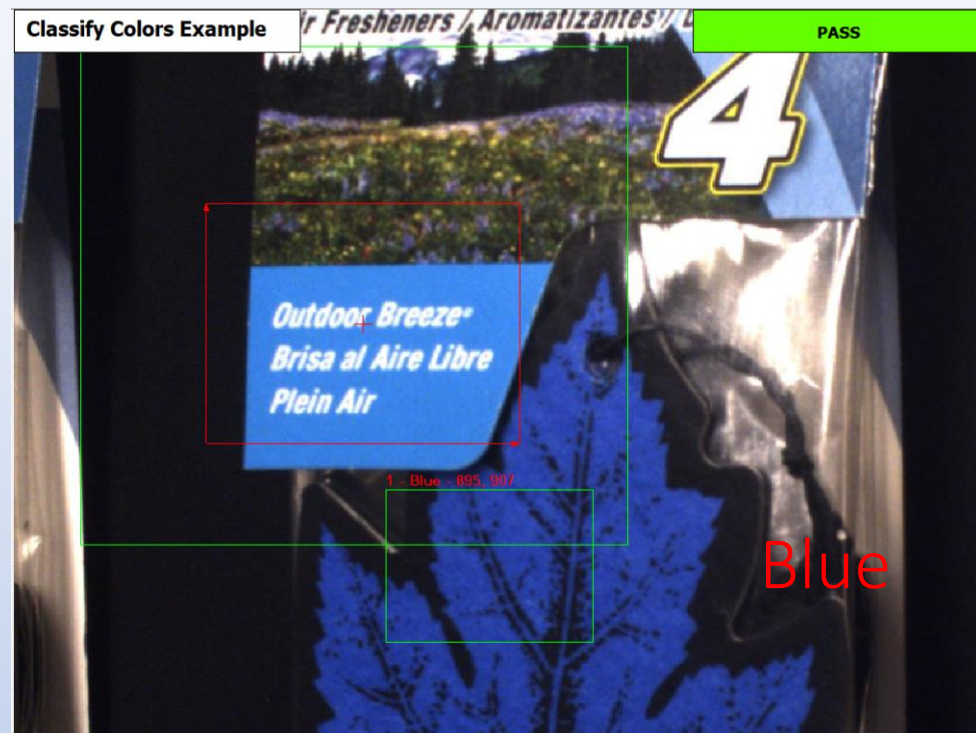 Classify Colors Example
PASS
Fresheners / Aromatizantes /
4
Outdoor Breeze®
Brisa al Aire Libre
Plein Air
1 - Blue - 895, 907
Blue